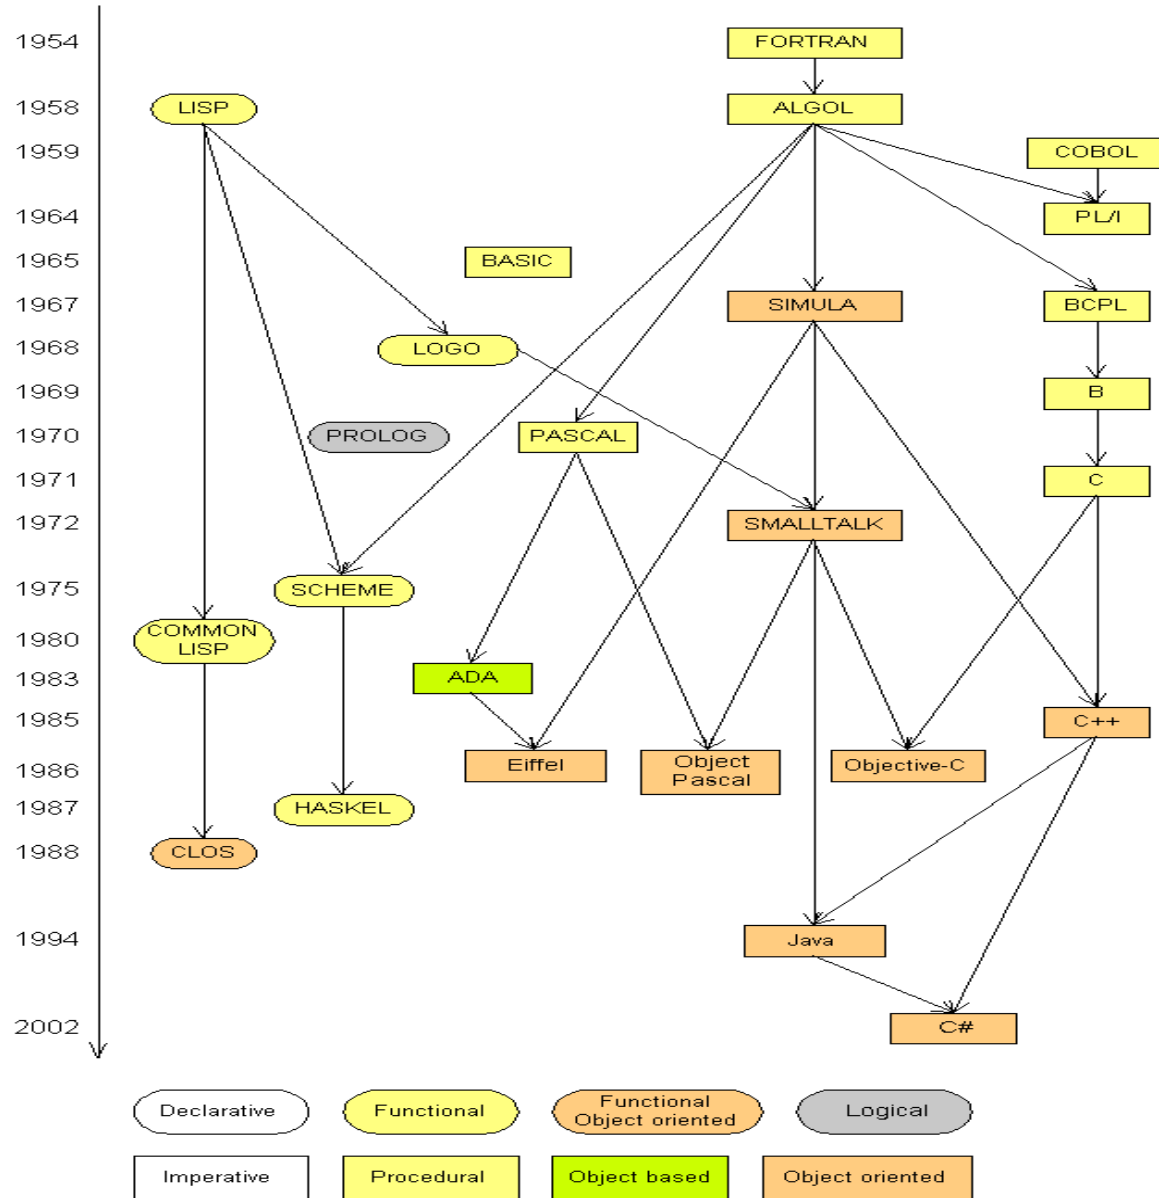 1954
FORTRAN
1958
LISP
ALGOL
1959
COBOL
1964
PL/I
1965
BASIC
1967
SIMULA
BCPL
1968
LOGO
1969
B
1970
PROLOG
PASCAL
1971
C
1972
SMALLTALK
1975
SCHEME
1980
COMMON
LISP
1983
ADA
1985
C++
1986
Eiffel
Object
Pascal
Objective-C
1987
HASKEL
1988
CLOS
1994
Java
2002
C#
Declarative
Functional
Functional
Object oriented
Logical
Imperative
Procedural
Object based
Object oriented